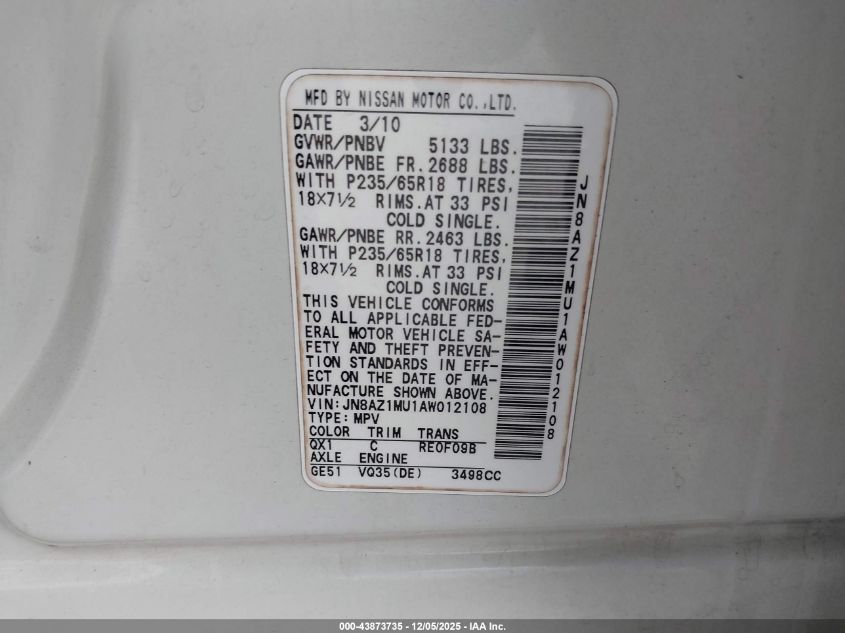 MFD BY NISSAN MOTOR CO.,LTD.
DATE 3/10
GVWR/PNBV 5133 LBS.
GAWR/PNBE FR. 2688 LBS.
WITH P235/65R18 TIRES,
18X7½ RIMS. AT 33 PSI
COLD SINGLE.
GAWR/PNBE RR. 2463 LBS.
WITH P235/65R18 TIRES,
18X7½ RIMS. AT 33 PSI
COLD SINGLE.
THIS VEHICLE CONFORMS
TO ALL APPLICABLE FED-
ERAL MOTOR VEHICLE SA-
FETY AND THEFT PREVEN-
TION STANDARDS IN EFF-
ECT ON THE DATE OF MA-
NUFACTURE SHOWN ABOVE.
VIN:JN8AZ1MU1AW012108
TYPE: MPV
COLOR TRIM TRANS
QX1 C RE0F09B
AXLE ENGINE
GE51 VQ35(DE) 3498CC
JN8AZ1MU1AW012108
000-43873735 - 12/05/2025 - IAA Inc.